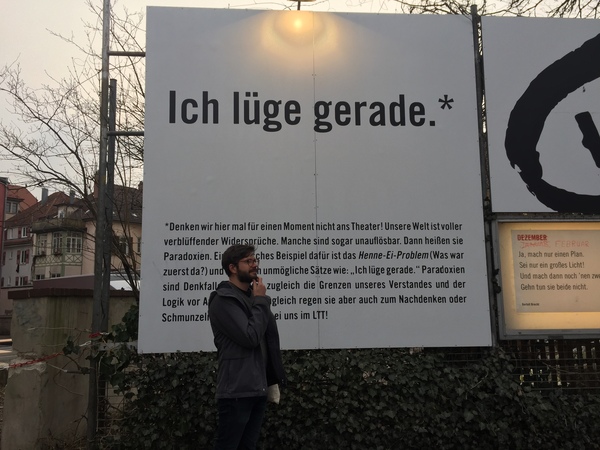 Ich lüge gerade.*
*Denken wir hier mal für einen Moment nicht ans Theater! Unsere Welt ist voller
verblüffender Widersprüche. Manche sind sogar unauflösbar. Dann heißen sie
Paradoxien. Ein Beispiel dafür ist das Henne-Ei-Problem (Was war
zuerst da?) und unmögliche Sätze wie: „Ich lüge gerade.“ Paradoxien
sind Denkfall zugleich die Grenzen unseres Verstandes und der
Logik vor A gleich regen sie aber auch zum Nachdenken oder
Schmunzel ei uns im LTT!
DEZEMBER
Ja, mach nur einen Plan.
Sei nur ein großes Licht!
Und mach dann noch 'nen zwe
Gehn tun sie beide nicht.